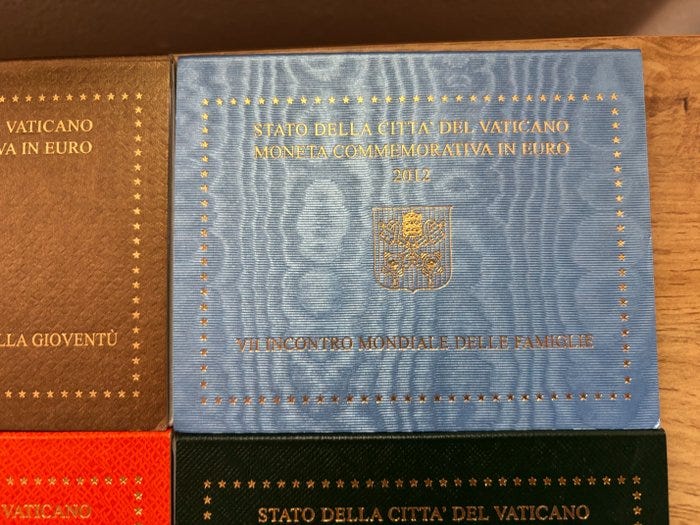 VATICANO
VA IN EURO
LLA GIOVENTÙ
STATO DELLA CITTA' DEL VATICANO
MONETA COMMEMORATIVA IN EURO
2012
VII INCONTRO MONDIALE DELLE FAMIGLIE
VATICANO
STATO DELLA CITTA' DEL VATICANO